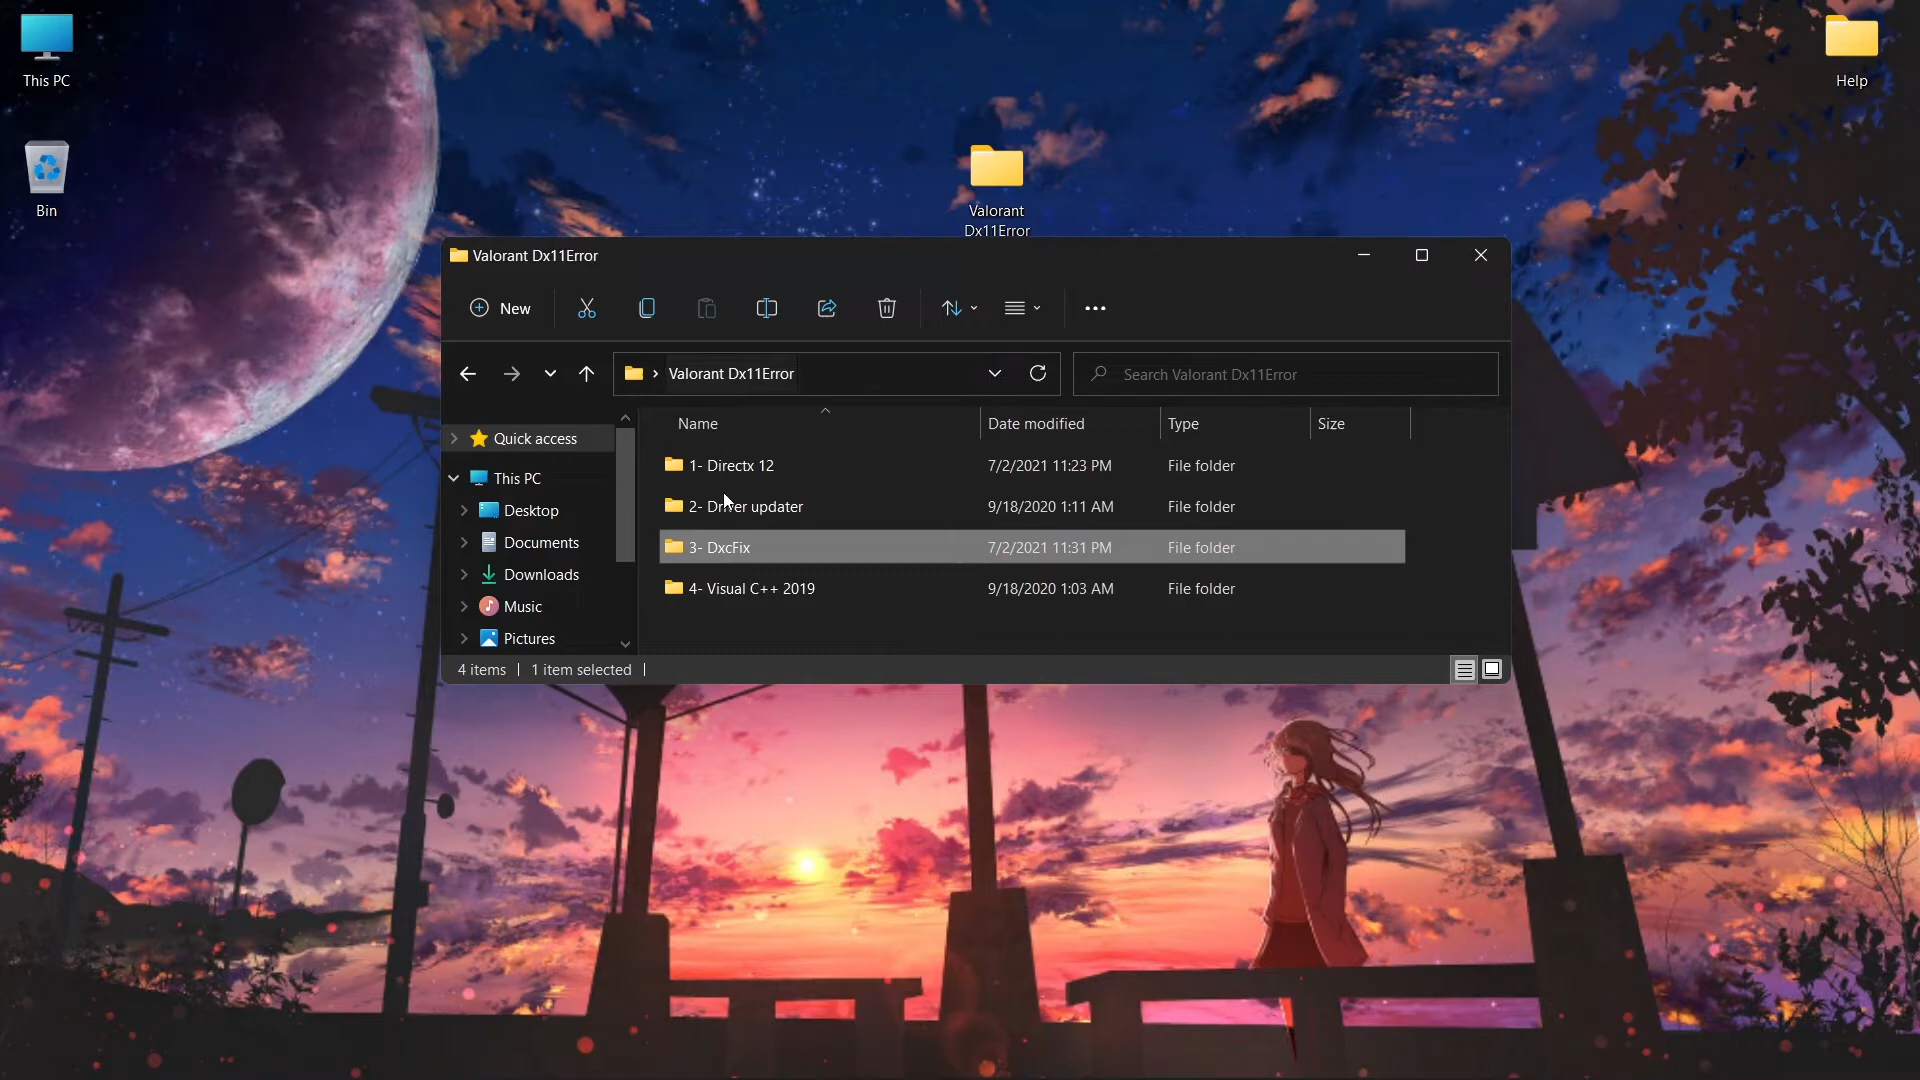 This PC
Bin
Help
Valorant
Dx11Error
Valorant Dx11Error
New
Valorant Dx11Error
Search Valorant Dx11Error
Quick access
This PC
Desktop
Documents
Downloads
Music
Pictures
Name Date modified Type Size
1- Directx 12 7/2/2021 11:23 PM File folder
2- Driver updater 9/18/2020 1:11 AM File folder
3- DxcFix 7/2/2021 11:31 PM File folder
4- Visual C++ 2019 9/18/2020 1:03 AM File folder
4 items 1 item selected